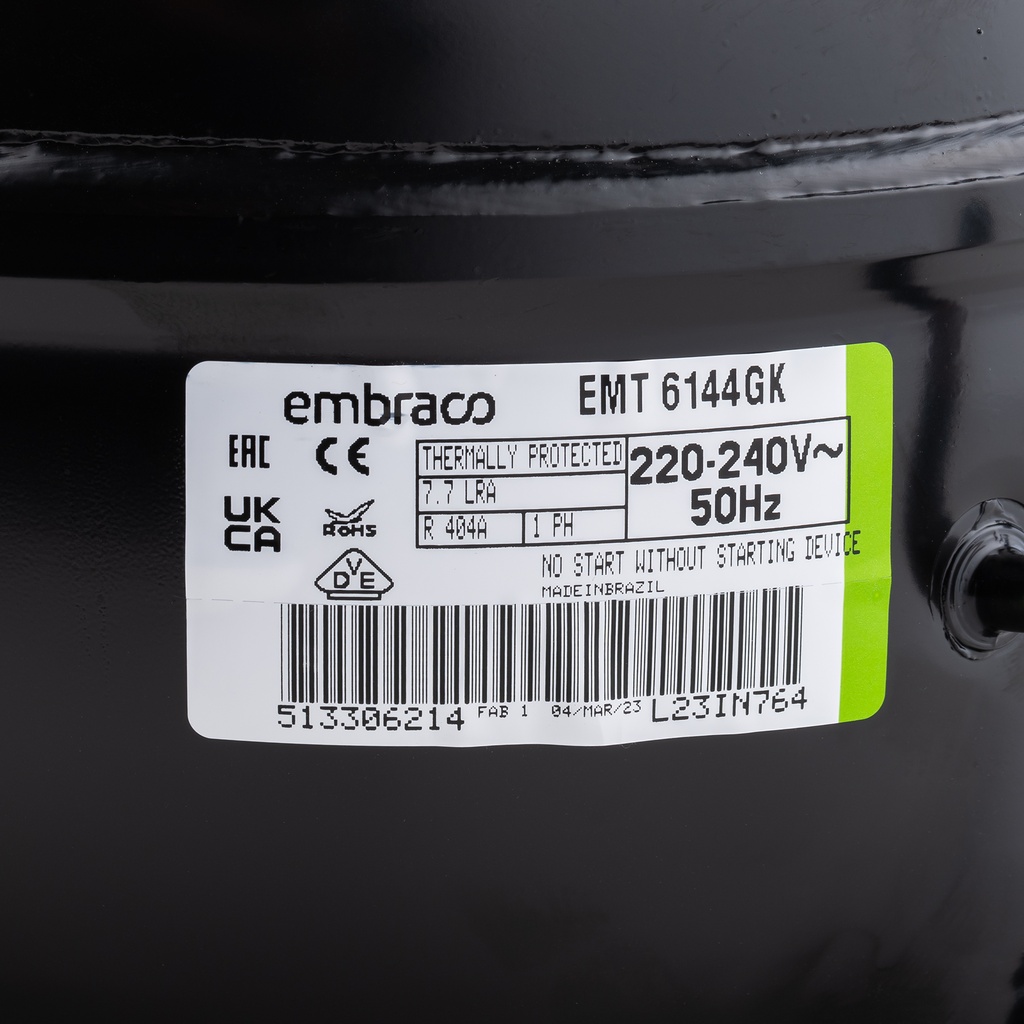 embraco EMT 6144GK
EAC CE
THERMALLY PROTECTED
220-240V~
7.7 LRA
50Hz
R 404A 1 PH
UK
CA
RoHS
NO START WITHOUT STARTING DEVICE
DVE
MADEINBRAZIL
513306214 FAB 1 04/MAR/23 L23IN764